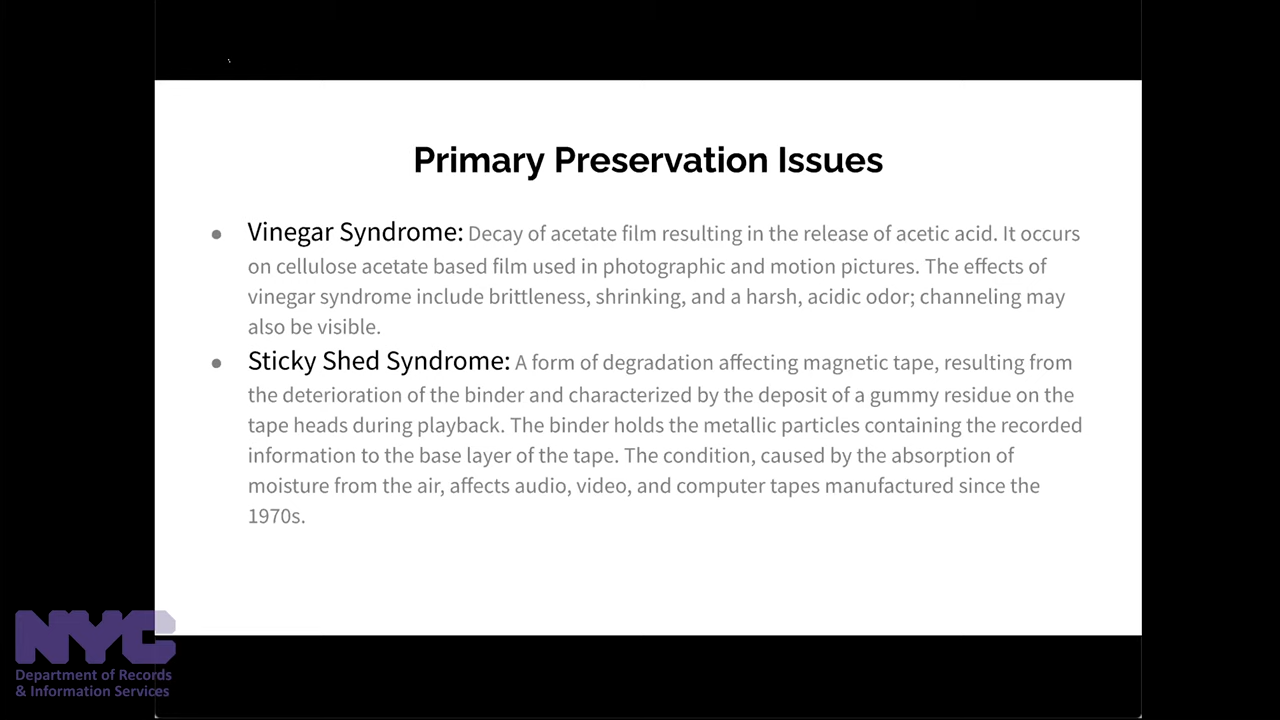 Primary Preservation Issues
● Vinegar Syndrome: Decay of acetate film resulting in the release of acetic acid. It occurs
on cellulose acetate based film used in photographic and motion pictures. The effects of
vinegar syndrome include brittleness, shrinking, and a harsh, acidic odor; channeling may
also be visible.
● Sticky Shed Syndrome: A form of degradation affecting magnetic tape, resulting from
the deterioration of the binder and characterized by the deposit of a gummy residue on the
tape heads during playback. The binder holds the metallic particles containing the recorded
information to the base layer of the tape. The condition, caused by the absorption of
moisture from the air, affects audio, video, and computer tapes manufactured since the
1970s.
NYC
Department of Records
& Information Services